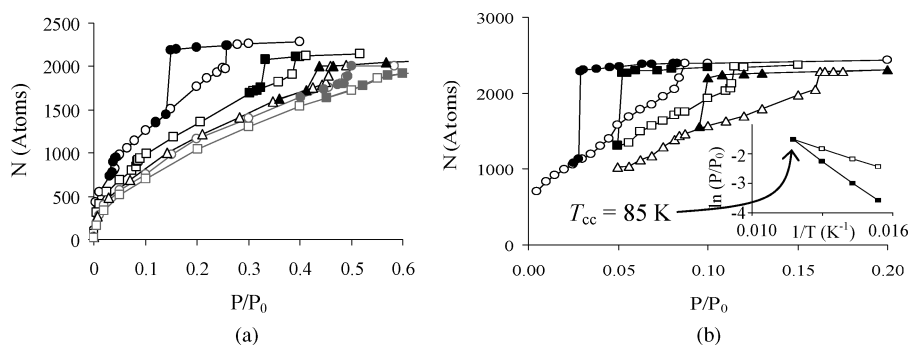 2500
2000
1500
1000
500
0
N (Atoms)
0 0.1 0.2 0.3 0.4 0.5 0.6
P/P0
(a)
3000
2000
1000
0
N (Atoms)
0.00 0.05 0.10 0.15 0.20
P/P0
(b)
Tcc = 85 K
ln (P/P0)
-2
-3
-4
0.010 0.016
1/T (K-1)